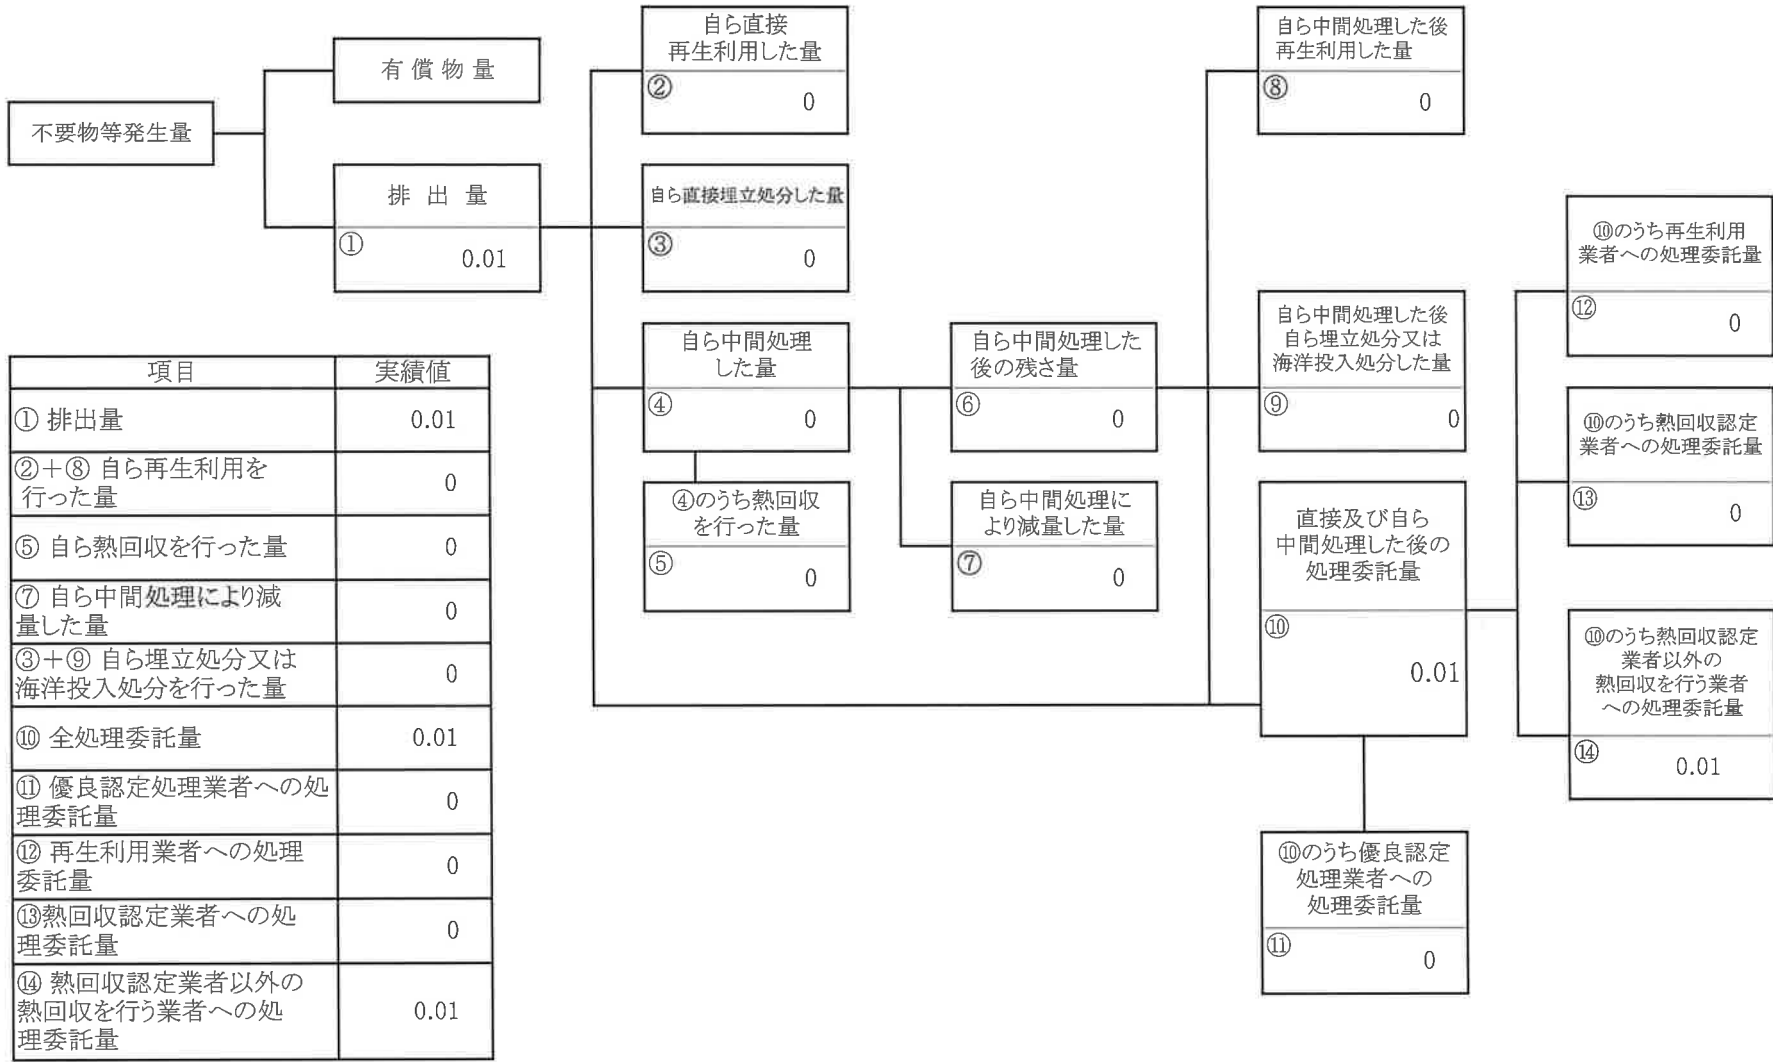 不要物等発生量
有償物量
排出量
①
0.01
自ら直接
再生利用した量
②
0
自ら直接埋立処分した量
③
0
自ら中間処理
した量
④
0
④のうち熱回収
を行った量
⑤
0
自ら中間処理した
後の残さ量
⑥
0
自ら中間処理に
より減量した量
⑦
0
自ら中間処理した後
再生利用した量
⑧
0
自ら中間処理した後
自ら埋立処分又は
海洋投入処分した量
⑨
0
直接及び自ら
中間処理した後の
処理委託量
⑩
0.01
⑩のうち優良認定
処理業者への
処理委託量
⑪
0
⑩のうち再生利用
業者への処理委託量
⑫
0
⑩のうち熱回収認定
業者への処理委託量
⑬
0
⑩のうち熱回収認定
業者以外の
熱回収を行う業者
への処理委託量
⑭
0.01
項目 実績値
① 排出量 0.01
②+⑧ 自ら再生利用を
行った量 0
⑤ 自ら熱回収を行った量 0
⑦ 自ら中間処理により減
量した量 0
③+⑨ 自ら埋立処分又は
海洋投入処分を行った量 0
⑩ 全処理委託量 0.01
⑪ 優良認定処理業者への処
理委託量 0
⑫ 再生利用業者への処理
委託量 0
⑬熱回収認定業者への処
理委託量 0
⑭ 熱回収認定業者以外の
熱回収を行う業者への処
理委託量 0.01